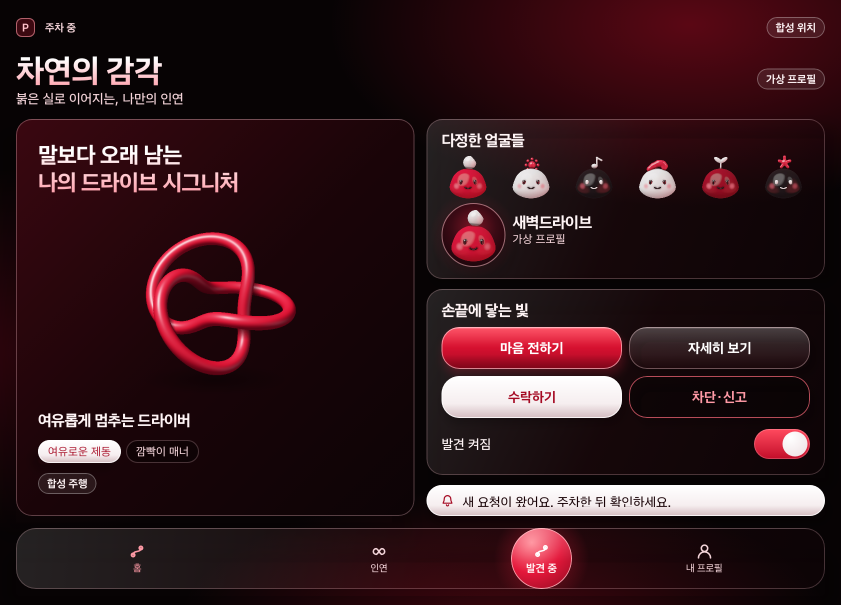 P 주차 중
합성 위치
차연의 감각
붉은 실로 이어지는, 나만의 인연
가상 프로필
말보다 오래 남는
나의 드라이브 시그니처
여유롭게 멈추는 드라이버
여유로운 제동
깜빡이 매너
합성 주행
다정한 얼굴들
새벽드라이브
가상 프로필
손끝에 닿는 빛
마음 전하기
자세히 보기
수락하기
차단·신고
발견 켜짐
새 요청이 왔어요. 주차한 뒤 확인하세요.
홈
인연
발견 중
내 프로필